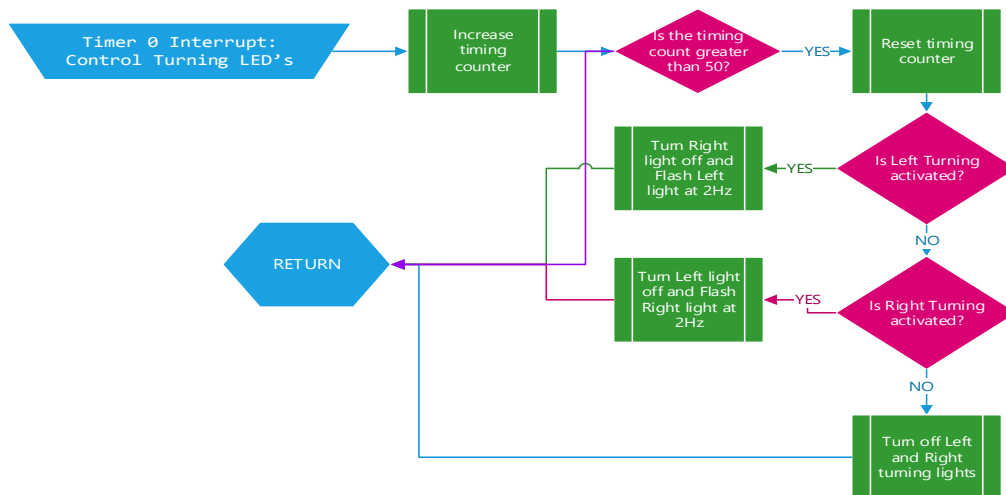 Timer 0 Interrupt:
Control Turning LED's
Increase
timing
counter
Is the timing
count greater
than 50?
YES
Reset timing
counter
Turn Right
light off and
Flash Left
light at 2Hz
YES
Is Left Turning
activated?
NO
RETURN
Turn Left light
off and Flash
Right light at
2Hz
YES
Is Right Turning
activated?
NO
Turn off Left
and Right
turning lights